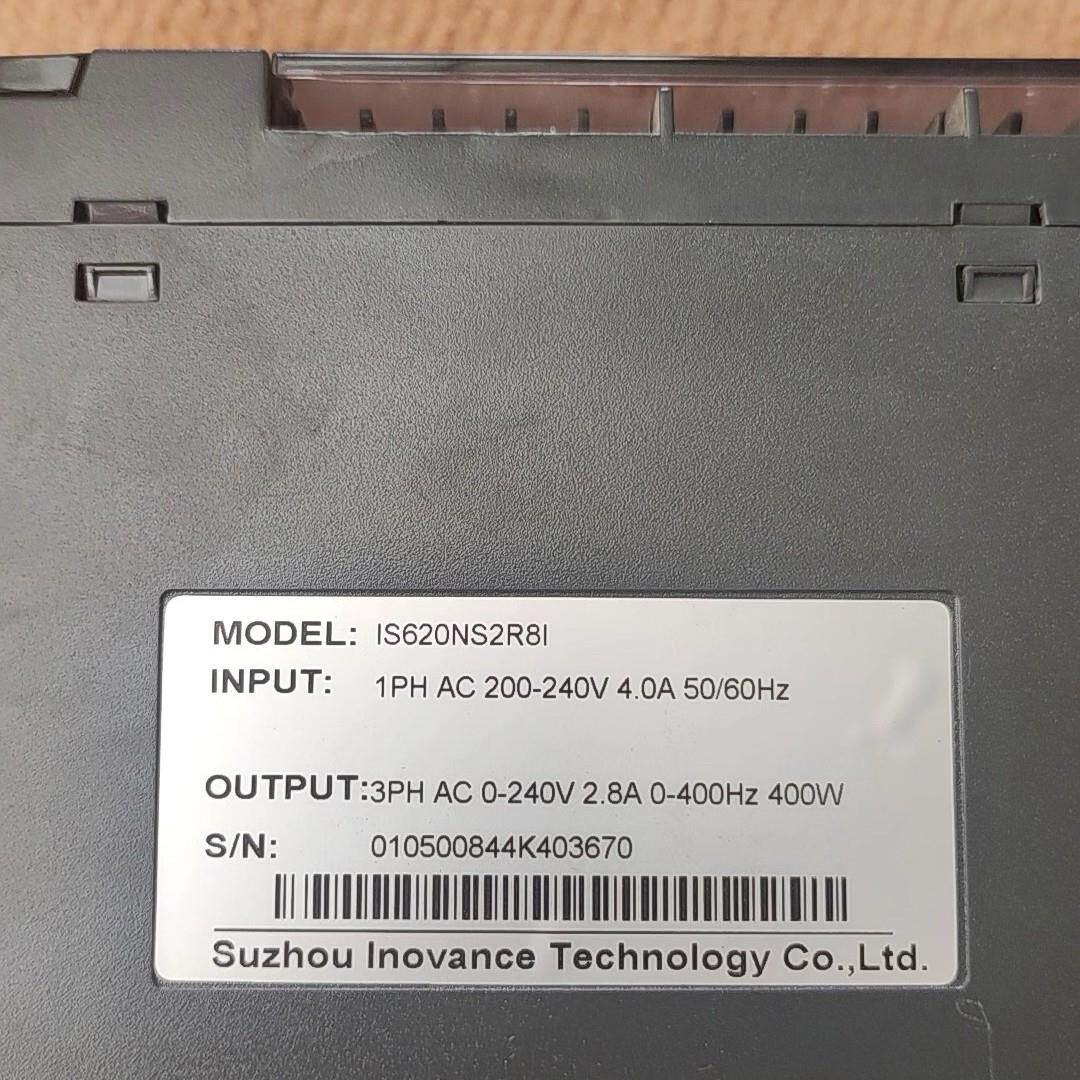 MODEL: IS620NS2R8I
INPUT: 1PH AC 200-240V 4.0A 50/60Hz
OUTPUT:3PH AC 0-240V 2.8A 0-400Hz 400W
S/N: 010500844K403670
Suzhou Inovance Technology Co.,Ltd.